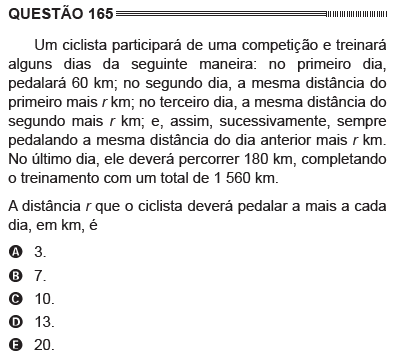 QUESTÃO 165
Um ciclista participará de uma competição e treinará
alguns dias da seguinte maneira: no primeiro dia,
pedalará 60 km; no segundo dia, a mesma distância do
primeiro mais r km; no terceiro dia, a mesma distância do
segundo mais r km; e, assim, sucessivamente, sempre
pedalando a mesma distância do dia anterior mais r km.
No último dia, ele deverá percorrer 180 km, completando
o treinamento com um total de 1 560 km.
A distância r que o ciclista deverá pedalar a mais a cada
dia, em km, é
A 3.
B 7.
C 10.
D 13.
E 20.